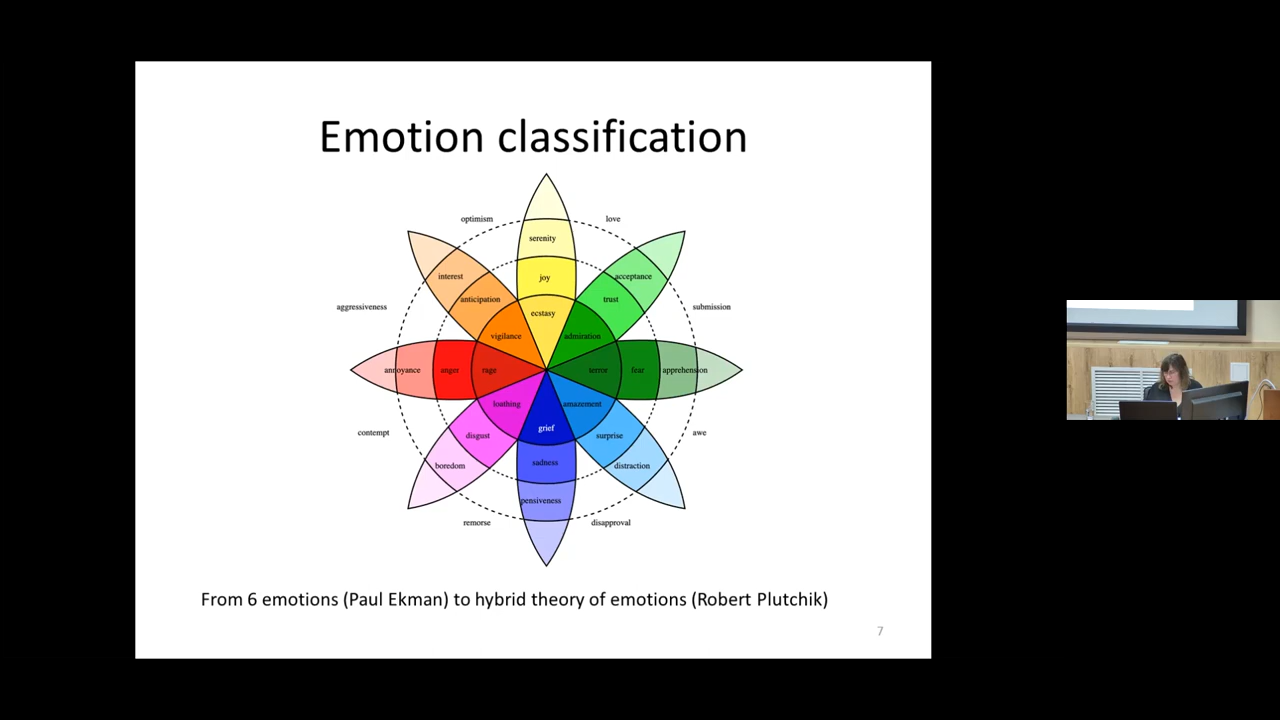 Emotion classification
optimism
love
serenity
interest
acceptance
joy
anticipation
trust
aggressiveness
submission
ecstasy
vigilance
admiration
annoyance
anger
rage
terror
fear
apprehension
loathing
amazement
grief
contempt
disgust
surprise
awe
boredom
sadness
distraction
pensiveness
remorse
disapproval
From 6 emotions (Paul Ekman) to hybrid theory of emotions (Robert Plutchik)
7